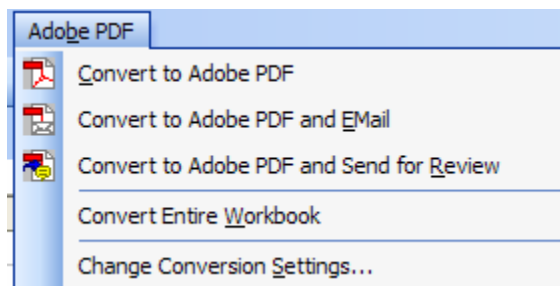 Adobe PDF
Convert to Adobe PDF
Convert to Adobe PDF and EMail
Convert to Adobe PDF and Send for Review
Convert Entire Workbook
Change Conversion Settings...